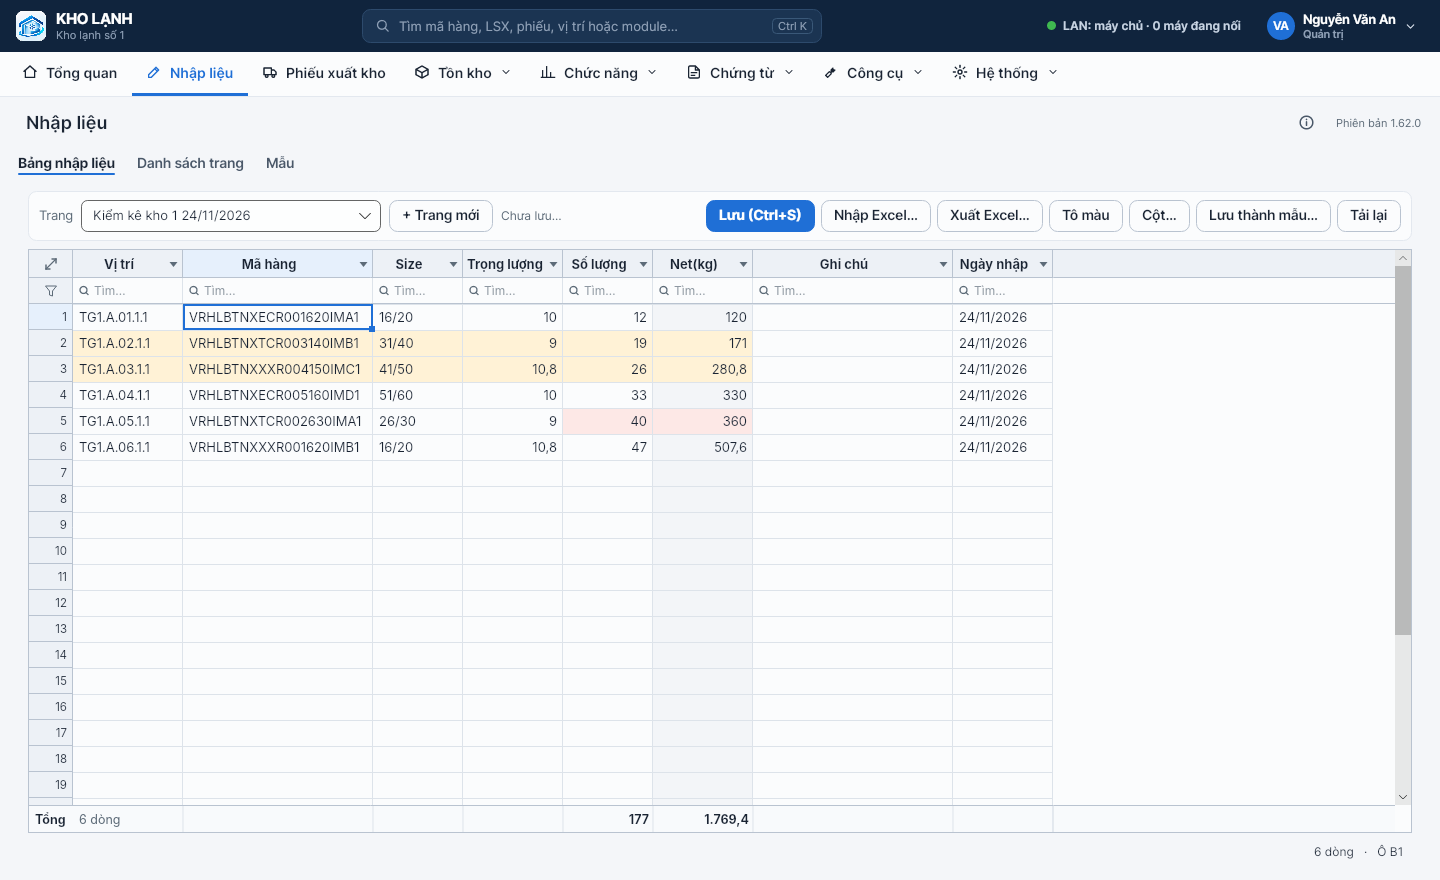 KHO LẠNH
Kho lạnh số 1
Tìm mã hàng, LSX, phiếu, vị trí hoặc module...
Ctrl K
LAN: máy chủ · 0 máy đang nối
VA
Nguyễn Văn An
Quản trị
Tổng quan
Nhập liệu
Phiếu xuất kho
Tồn kho
Chức năng
Chứng từ
Công cụ
Hệ thống
Nhập liệu
Phiên bản 1.62.0
Bảng nhập liệu
Danh sách trang
Mẫu
Trang
Kiểm kê kho 1 24/11/2026
+ Trang mới
Chưa lưu...
Lưu (Ctrl+S)
Nhập Excel...
Xuất Excel...
Tô màu
Cột...
Lưu thành mẫu...
Tải lại
Vị trí Mã hàng Size Trọng lượng Số lượng Net(kg) Ghi chú Ngày nhập
Tìm... Tìm... Tìm... Tìm... Tìm... Tìm... Tìm... Tìm...
1 TG1.A.01.1.1 VRHLBTNXECR001620IMA1 16/20 10 12 120 24/11/2026
2 TG1.A.02.1.1 VRHLBTNXTCR003140IMB1 31/40 9 19 171 24/11/2026
3 TG1.A.03.1.1 VRHLBTNXXXR004150IMC1 41/50 10,8 26 280,8 24/11/2026
4 TG1.A.04.1.1 VRHLBTNXECR005160IMD1 51/60 10 33 330 24/11/2026
5 TG1.A.05.1.1 VRHLBTNXTCR002630IMA1 26/30 9 40 360 24/11/2026
6 TG1.A.06.1.1 VRHLBTNXXXR001620IMB1 16/20 10,8 47 507,6 24/11/2026
7
8
9
10
11
12
13
14
15
16
17
18
19
Tổng 6 dòng 177 1.769,4
6 dòng · Ô B1